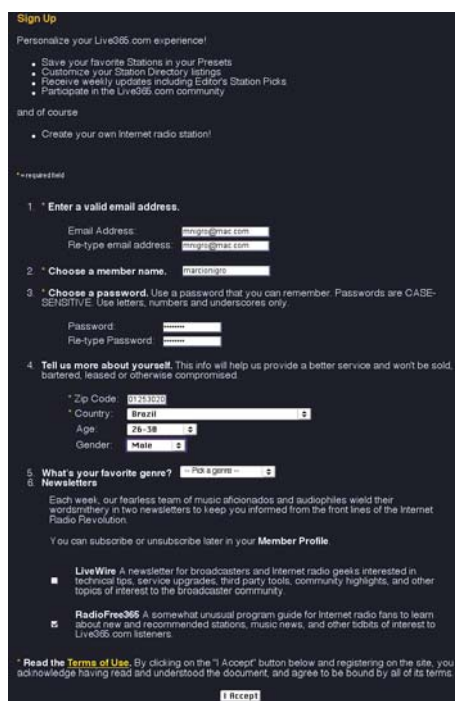 Sign Up
Personalize your Live365.com experience!
• Save your favorite Stations in your Presets
• Customize your Station Directory listings
• Receive weekly updates including Editor's Station Picks
• Participate in the Live365.com community
and of course
• Create your own Internet radio station!
* = required field
1. * Enter a valid email address.
Email Address: mnigro@mac.com
Re-type email address: mnigro@mac.com
2. * Choose a member name. marcionigro
3. * Choose a password. Use a password that you can remember. Passwords are CASE-
SENSITIVE. Use letters, numbers and underscores only.
Password: ••••••••
Re-type Password: ••••••••
4. Tell us more about yourself. This info will help us provide a better service and won't be sold,
bartered, leased or otherwise compromised.
* Zip Code: 01253020
* Country: Brazil
Age: 26-30
Gender: Male
5. What's your favorite genre? -- Pick a genre --
6. Newsletters
Each week, our fearless team of music aficionados and audiophiles wield their
wordsmithery in two newsletters to keep you informed from the front lines of the Internet
Radio Revolution.
You can subscribe or unsubscribe later in your Member Profile.
LiveWire A newsletter for broadcasters and Internet radio geeks interested in
technical tips, service upgrades, third party tools, community highlights, and other
topics of interest to the broadcaster community.
RadioFree365 A somewhat unusual program guide for Internet radio fans to learn
about new and recommended stations, music news, and other tidbits of interest to
Live365.com listeners.
* Read the Terms of Use. By clicking on the "I Accept" button below and registering on the site, you
acknowledge having read and understood the document, and agree to be bound by all of its terms.
I Accept